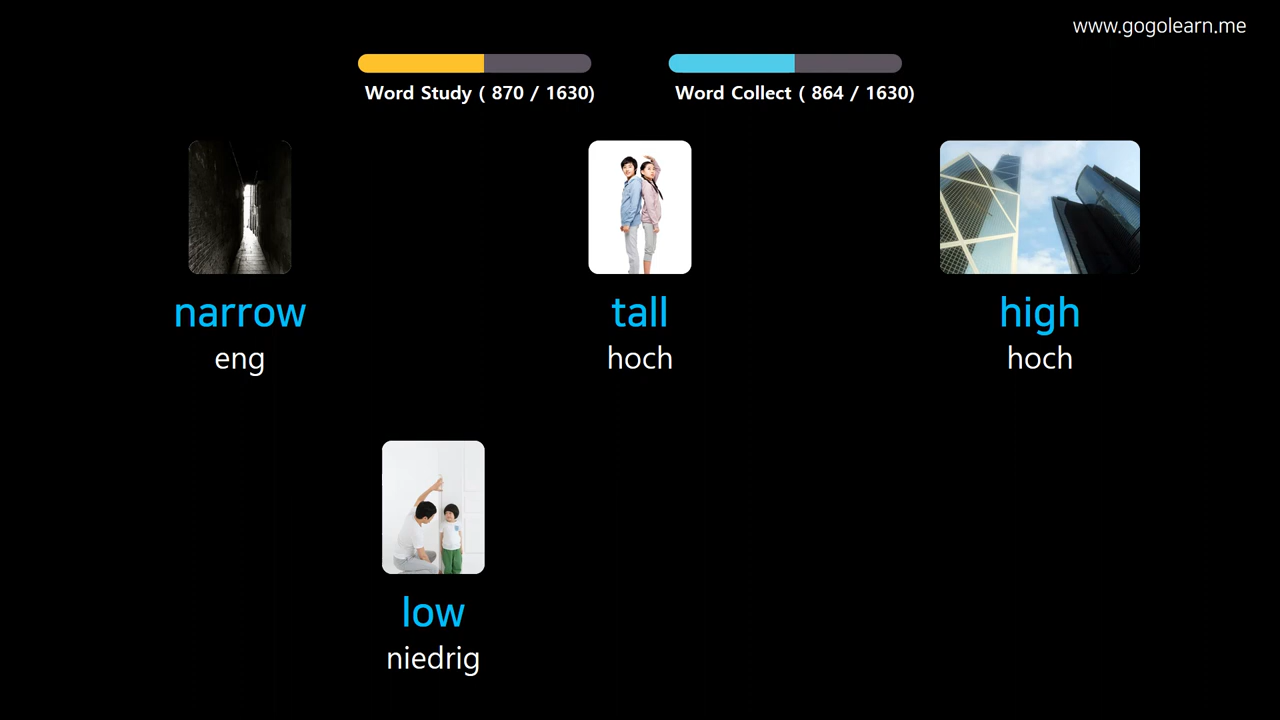 www.gogolearn.me
Word Study ( 870 / 1630)
Word Collect ( 864 / 1630)
narrow
eng
tall
hoch
high
hoch
low
niedrig